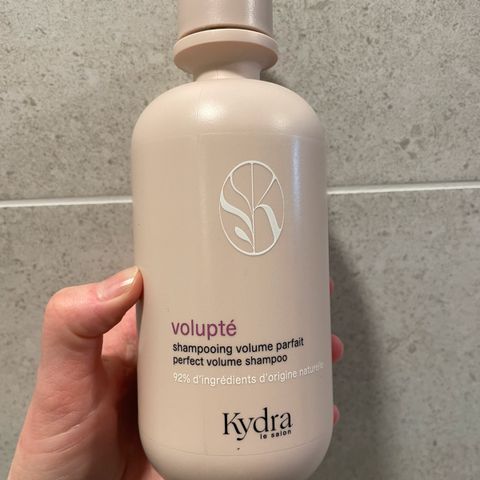 volupté
shampooing volume parfait
perfect volume shampoo
92% d'ingrédients d'origine naturelle
Kydra
le salon